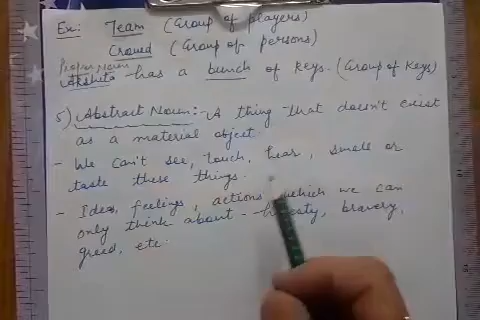 Ex: Team (Group of players)
Crowd (Group of persons)
Proper Noun
Akshita has a bunch of keys. (Group of keys)
5) Abstract Noun:- A thing that doesn't exist
as a material object.
- We can't see, touch, hear, smell or
taste these things.
- Idea, feelings, actions which we can
only think about - honesty, bravery,
greed, etc.